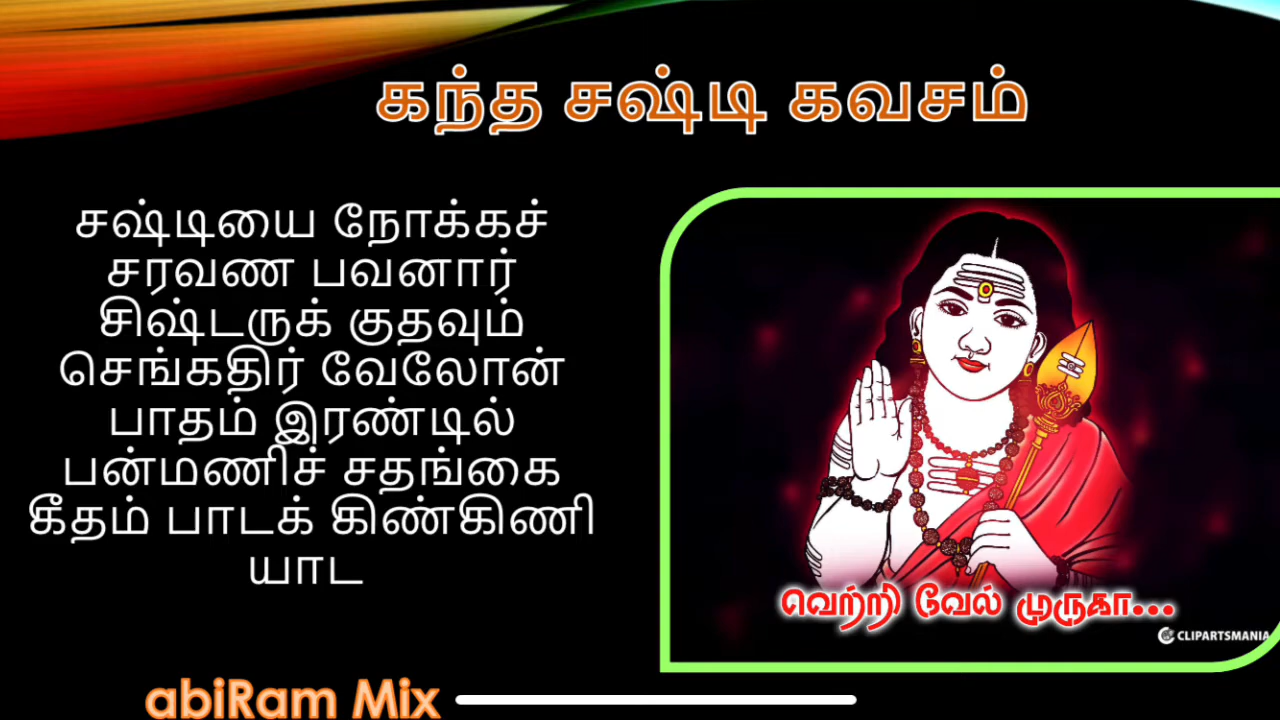 கந்த சஷ்டி கவசம்
சஷ்டியை நோக்கச்
சரவண பவனார்
சிஷ்டருக் குதவும்
செங்கதிர் வேலோன்
பாதம் இரண்டில்
பன்மணிச் சதங்கை
கீதம் பாடக் கிண்கிணி
யாட
வெற்றி வேல் முருகா...
CLIPARTSMANIA
abiRam Mix